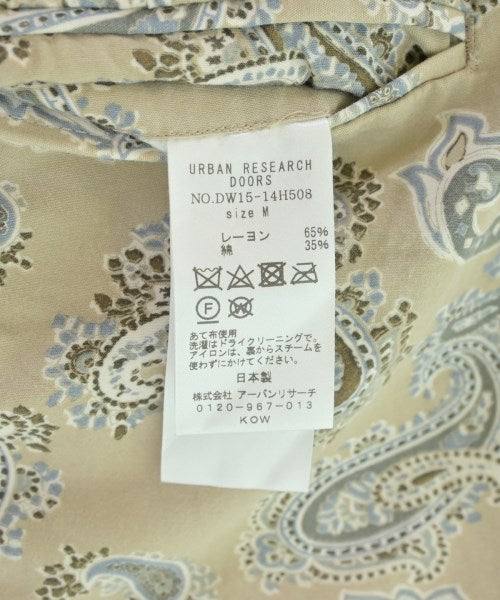 URBAN RESEARCH
DOORS
NO.DW15-14H508
size M
レーヨン 65%
綿 35%
F W
あて布使用
洗濯はドライクリーニングで。
アイロンは、裏からスチームを
使わずにかけてください。
日本製
株式会社 アーバンリサーチ
0120-967-013
KOW